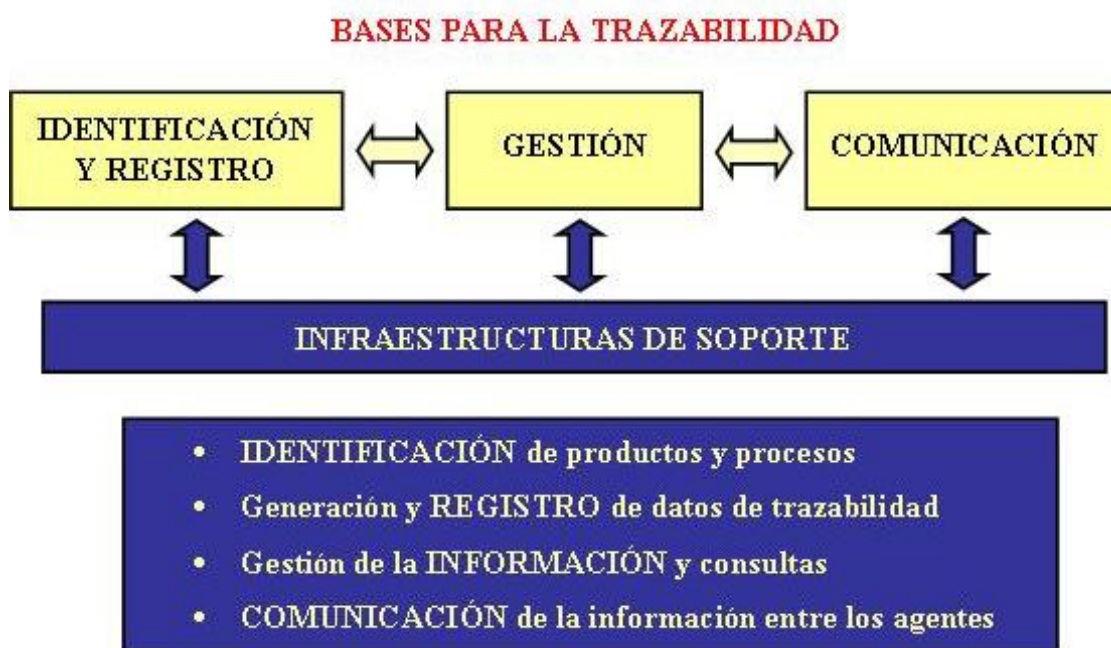 BASES PARA LA TRAZABILIDAD
IDENTIFICACIÓN
Y REGISTRO
GESTIÓN
COMUNICACIÓN
INFRAESTRUCTURAS DE SOPORTE
• IDENTIFICACIÓN de productos y procesos
• Generación y REGISTRO de datos de trazabilidad
• Gestión de la INFORMACIÓN y consultas
• COMUNICACIÓN de la información entre los agentes